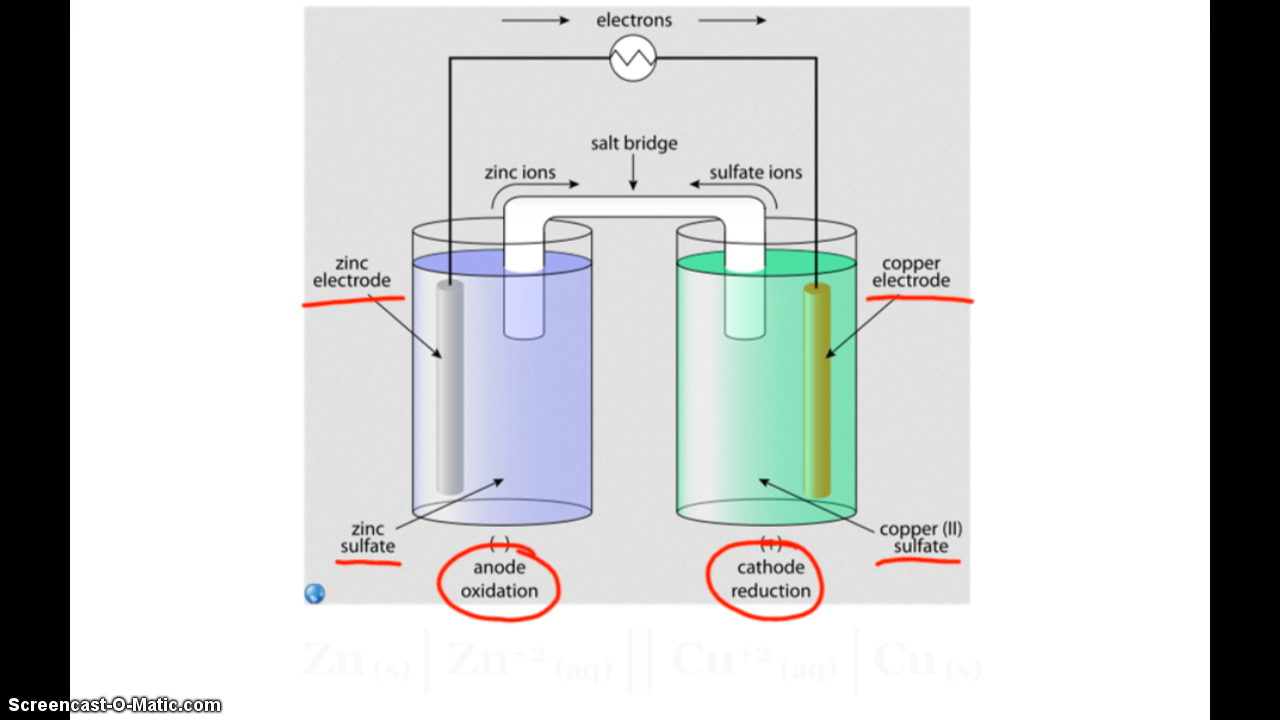 electrons
salt bridge
zinc ions
sulfate ions
zinc
electrode
copper
electrode
zinc
sulfate
copper (II)
sulfate
(-)
anode
oxidation
(+)
cathode
reduction
Zn (s) | Zn⁺² (aq) || Cu⁺² (aq) | Cu (s)
Screencast-O-Matic.com